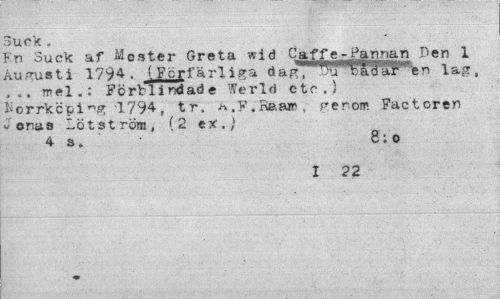 Suck.
En Suck af Moster Greta wid Caffe-Pannan Den 1
Augusti 1794. (Förfärliga dag, Du bådar en lag,
... mel.: Förblindade Werld etc.)
Norrköping 1794, tr. A.F.Raam, genom Factoren
Jonas Lötström, (2 ex.)
4 s. 8:o
I 22